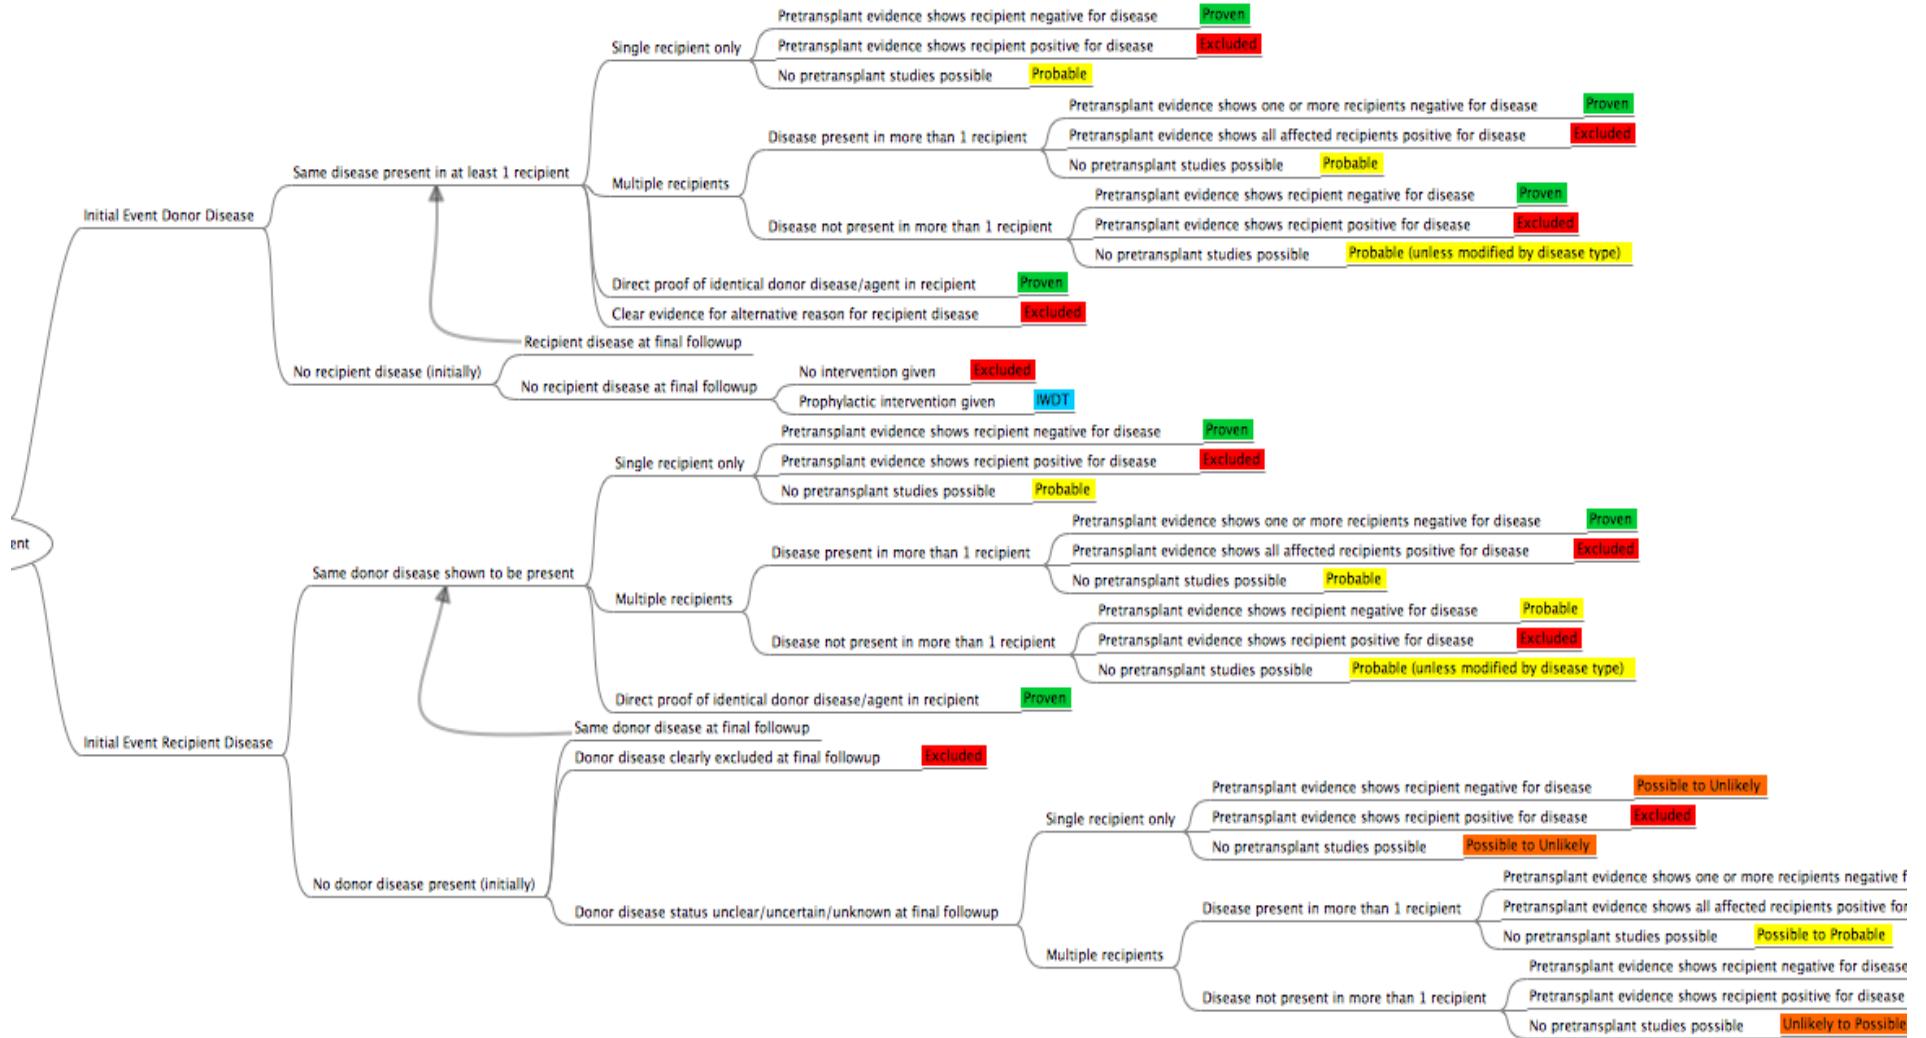 Pretransplant evidence shows recipient negative for disease Proven
Single recipient only
Pretransplant evidence shows recipient positive for disease Excluded
No pretransplant studies possible Probable
Pretransplant evidence shows one or more recipients negative for disease Proven
Disease present in more than 1 recipient
Pretransplant evidence shows all affected recipients positive for disease Excluded
No pretransplant studies possible Probable
Same disease present in at least 1 recipient
Multiple recipients
Pretransplant evidence shows recipient negative for disease Proven
Initial Event Donor Disease
Disease not present in more than 1 recipient
Pretransplant evidence shows recipient positive for disease Excluded
No pretransplant studies possible Probable (unless modified by disease type)
Direct proof of identical donor disease/agent in recipient Proven
Clear evidence for alternative reason for recipient disease Excluded
Recipient disease at final followup
No recipient disease (initially)
No intervention given Excluded
No recipient disease at final followup
Prophylactic intervention given IWDT
Pretransplant evidence shows recipient negative for disease Proven
Single recipient only
Pretransplant evidence shows recipient positive for disease Excluded
No pretransplant studies possible Probable
Pretransplant evidence shows one or more recipients negative for disease Proven
ent
Disease present in more than 1 recipient
Pretransplant evidence shows all affected recipients positive for disease Excluded
Same donor disease shown to be present
No pretransplant studies possible Probable
Multiple recipients
Pretransplant evidence shows recipient negative for disease Probable
Disease not present in more than 1 recipient
Pretransplant evidence shows recipient positive for disease Excluded
No pretransplant studies possible Probable (unless modified by disease type)
Direct proof of identical donor disease/agent in recipient Proven
Same donor disease at final followup
Initial Event Recipient Disease
Donor disease clearly excluded at final followup Excluded
Pretransplant evidence shows recipient negative for disease Possible to Unlikely
Single recipient only
Pretransplant evidence shows recipient positive for disease Excluded
No pretransplant studies possible Possible to Unlikely
No donor disease present (initially)
Pretransplant evidence shows one or more recipients negative f
Donor disease status unclear/uncertain/unknown at final followup
Disease present in more than 1 recipient
Pretransplant evidence shows all affected recipients positive for
No pretransplant studies possible Possible to Probable
Multiple recipients
Pretransplant evidence shows recipient negative for disease
Disease not present in more than 1 recipient
Pretransplant evidence shows recipient positive for disease
No pretransplant studies possible Unlikely to Possible